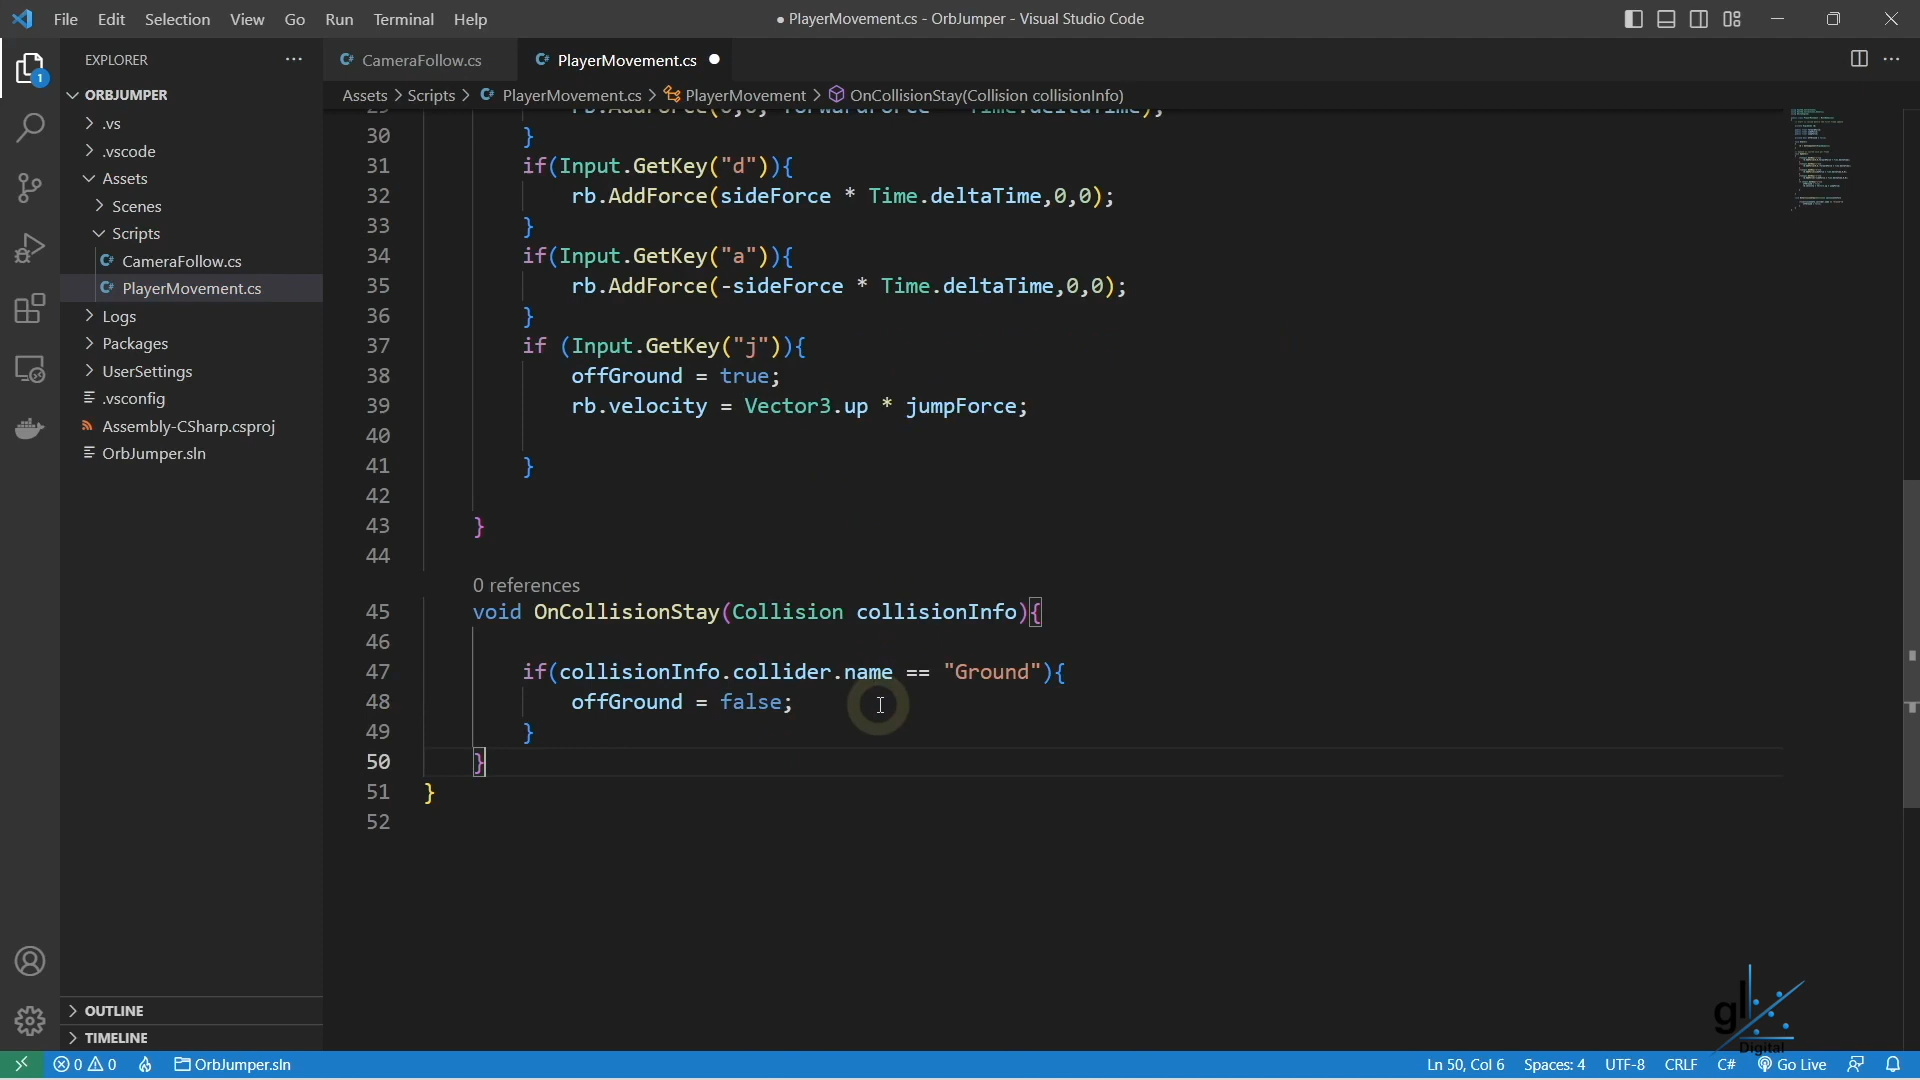 File Edit Selection View Go Run Terminal Help
● PlayerMovement.cs - OrbJumper - Visual Studio Code
EXPLORER
CameraFollow.cs
PlayerMovement.cs
Assets > Scripts > PlayerMovement.cs > PlayerMovement > OnCollisionStay(Collision collisionInfo)
1
ORBJUMPER
.vs
.vscode
Assets
Scenes
Scripts
CameraFollow.cs
PlayerMovement.cs
Logs
Packages
UserSettings
.vsconfig
Assembly-CSharp.csproj
OrbJumper.sln
OUTLINE
TIMELINE
30 }
31 if(Input.GetKey("d")){
32 rb.AddForce(sideForce * Time.deltaTime,0,0);
33 }
34 if(Input.GetKey("a")){
35 rb.AddForce(-sideForce * Time.deltaTime,0,0);
36 }
37 if (Input.GetKey("j")){
38 offGround = true;
39 rb.velocity = Vector3.up * jumpForce;
40
41 }
42
43 }
44
0 references
45 void OnCollisionStay(Collision collisionInfo){
46
47 if(collisionInfo.collider.name == "Ground"){
48 offGround = false;
49 }
50 }
51 }
52
gl
Digital
0 0 OrbJumper.sln
Ln 50, Col 6 Spaces: 4 UTF-8 CRLF C# Go Live